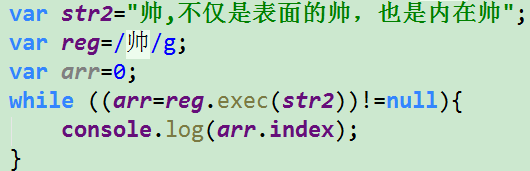 var str2="帅,不仅是表面的帅，也是内在帅";
var reg=/帅/g;
var arr=0;
while ((arr=reg.exec(str2))!=null){
    console.log(arr.index);
}